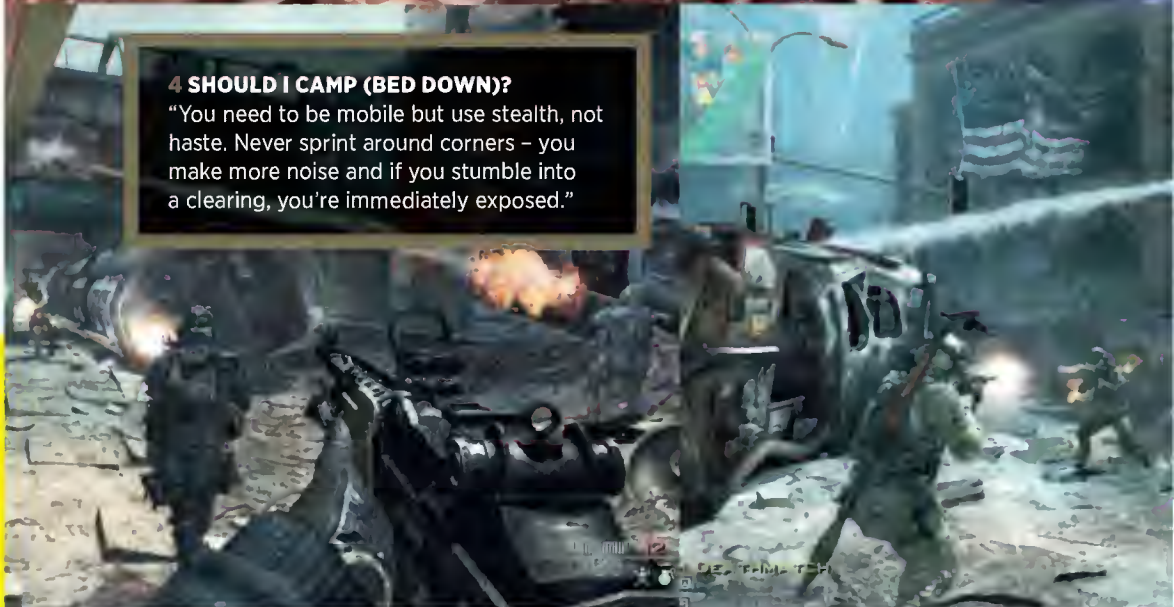 4 SHOULD I CAMP (BED DOWN)?
“You need to be mobile but use stealth, not
haste. Never sprint around corners – you
make more noise and if you stumble into
a clearing, you’re immediately exposed.”
DEATHMATCH